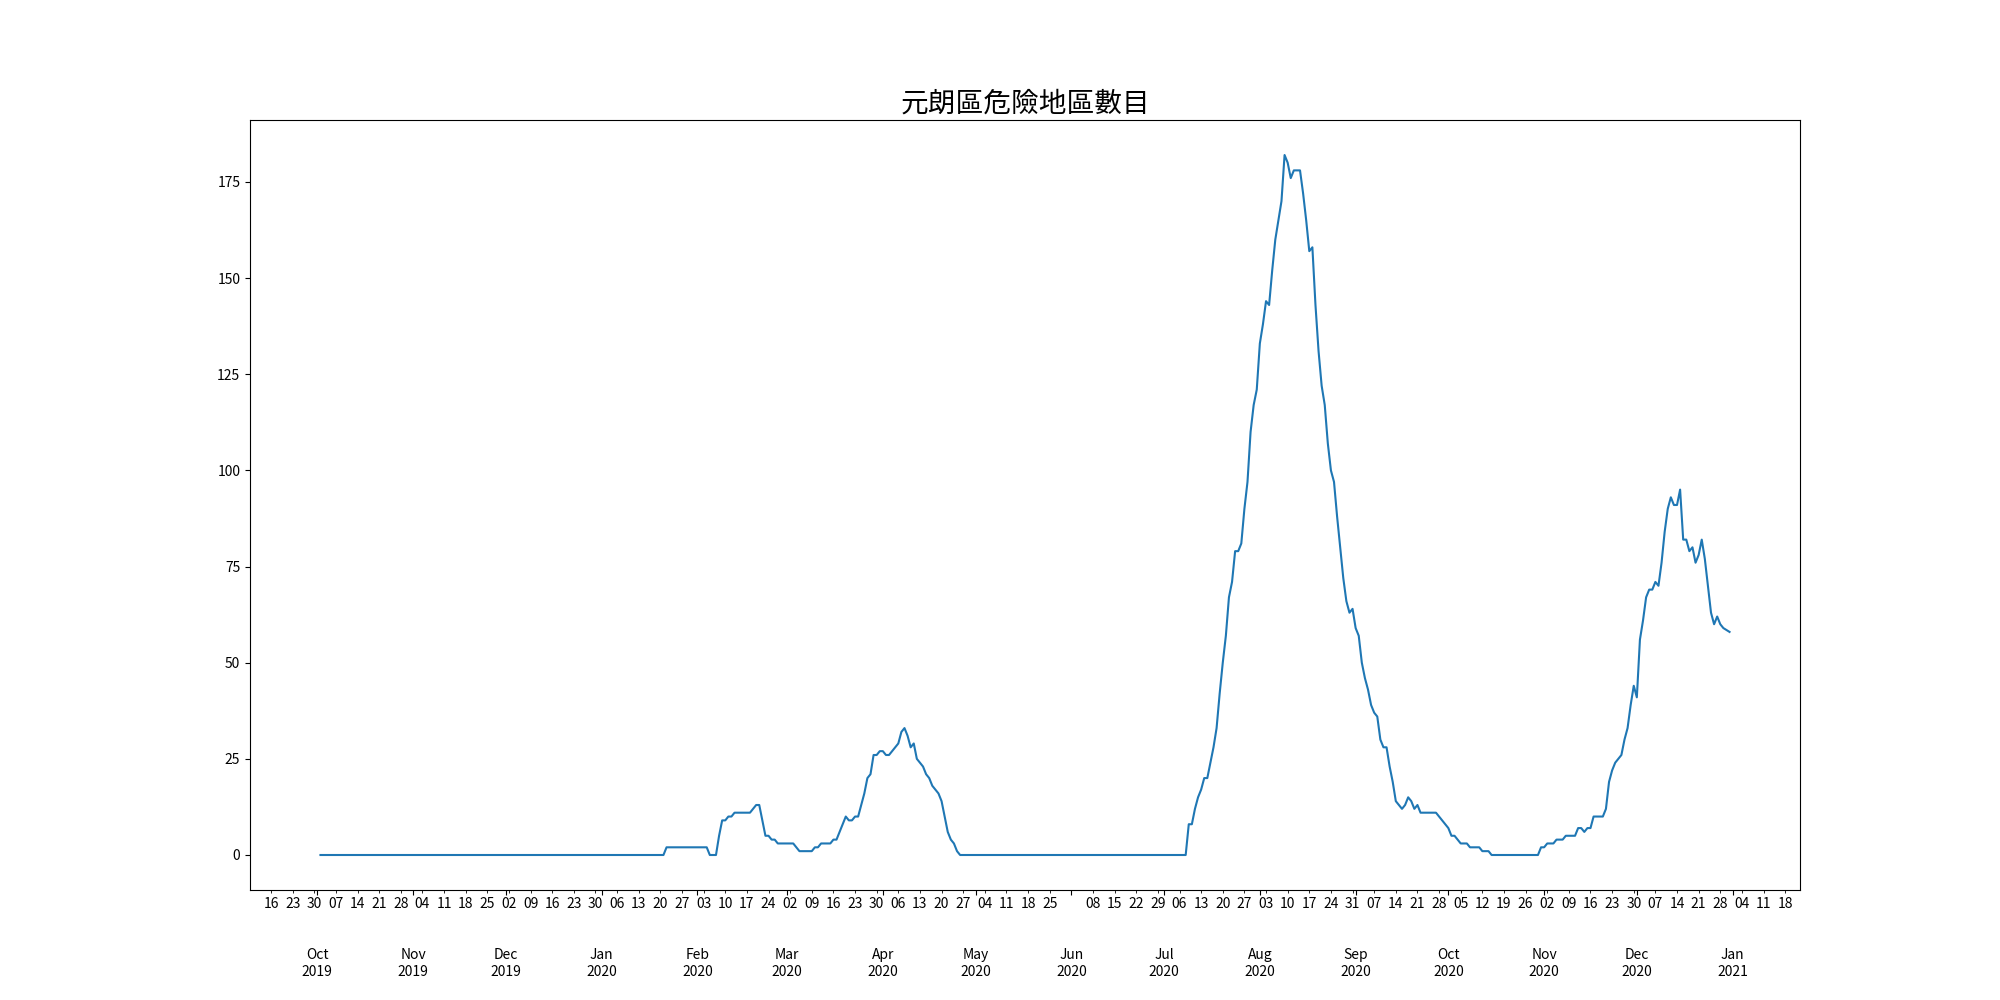 元朗區危險地區數目
175
150
125
100
75
50
25
0
16 23 30 07 14 21 28 04 11 18 25 02 09 16 23 30 06 13 20 27 03 10 17 24 02 09 16 23 30 06 13 20 27 04 11 18 25 08 15 22 29 06 13 20 27 03 10 17 24 31 07 14 21 28 05 12 19 26 02 09 16 23 30 07 14 21 28 04 11 18
Oct Nov Dec Jan Feb Mar Apr May Jun Jul Aug Sep Oct Nov Dec Jan
2019 2019 2019 2020 2020 2020 2020 2020 2020 2020 2020 2020 2020 2020 2020 2021